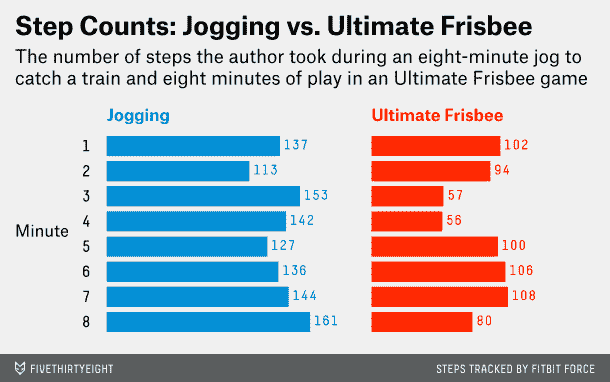 Step Counts: Jogging vs. Ultimate Frisbee
The number of steps the author took during an eight-minute jog to
catch a train and eight minutes of play in an Ultimate Frisbee game
Jogging Ultimate Frisbee
1 137 102
2 113 94
3 153 57
4 142 56
Minute
5 127 100
6 136 106
7 144 108
8 161 80
FIVETHIRTYEIGHT STEPS TRACKED BY FITBIT FORCE